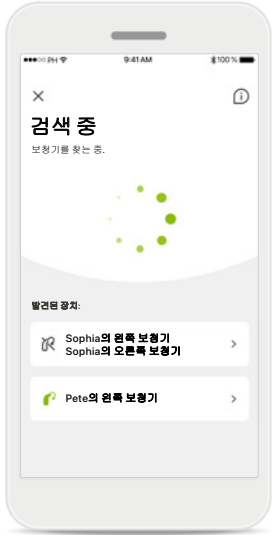 PH
9:41 AM
100 %
검색 중
보청기를 찾는 중.
발견된 장치:
Sophia의 왼쪽 보청기
Sophia의 오른쪽 보청기
Pete의 왼쪽 보청기